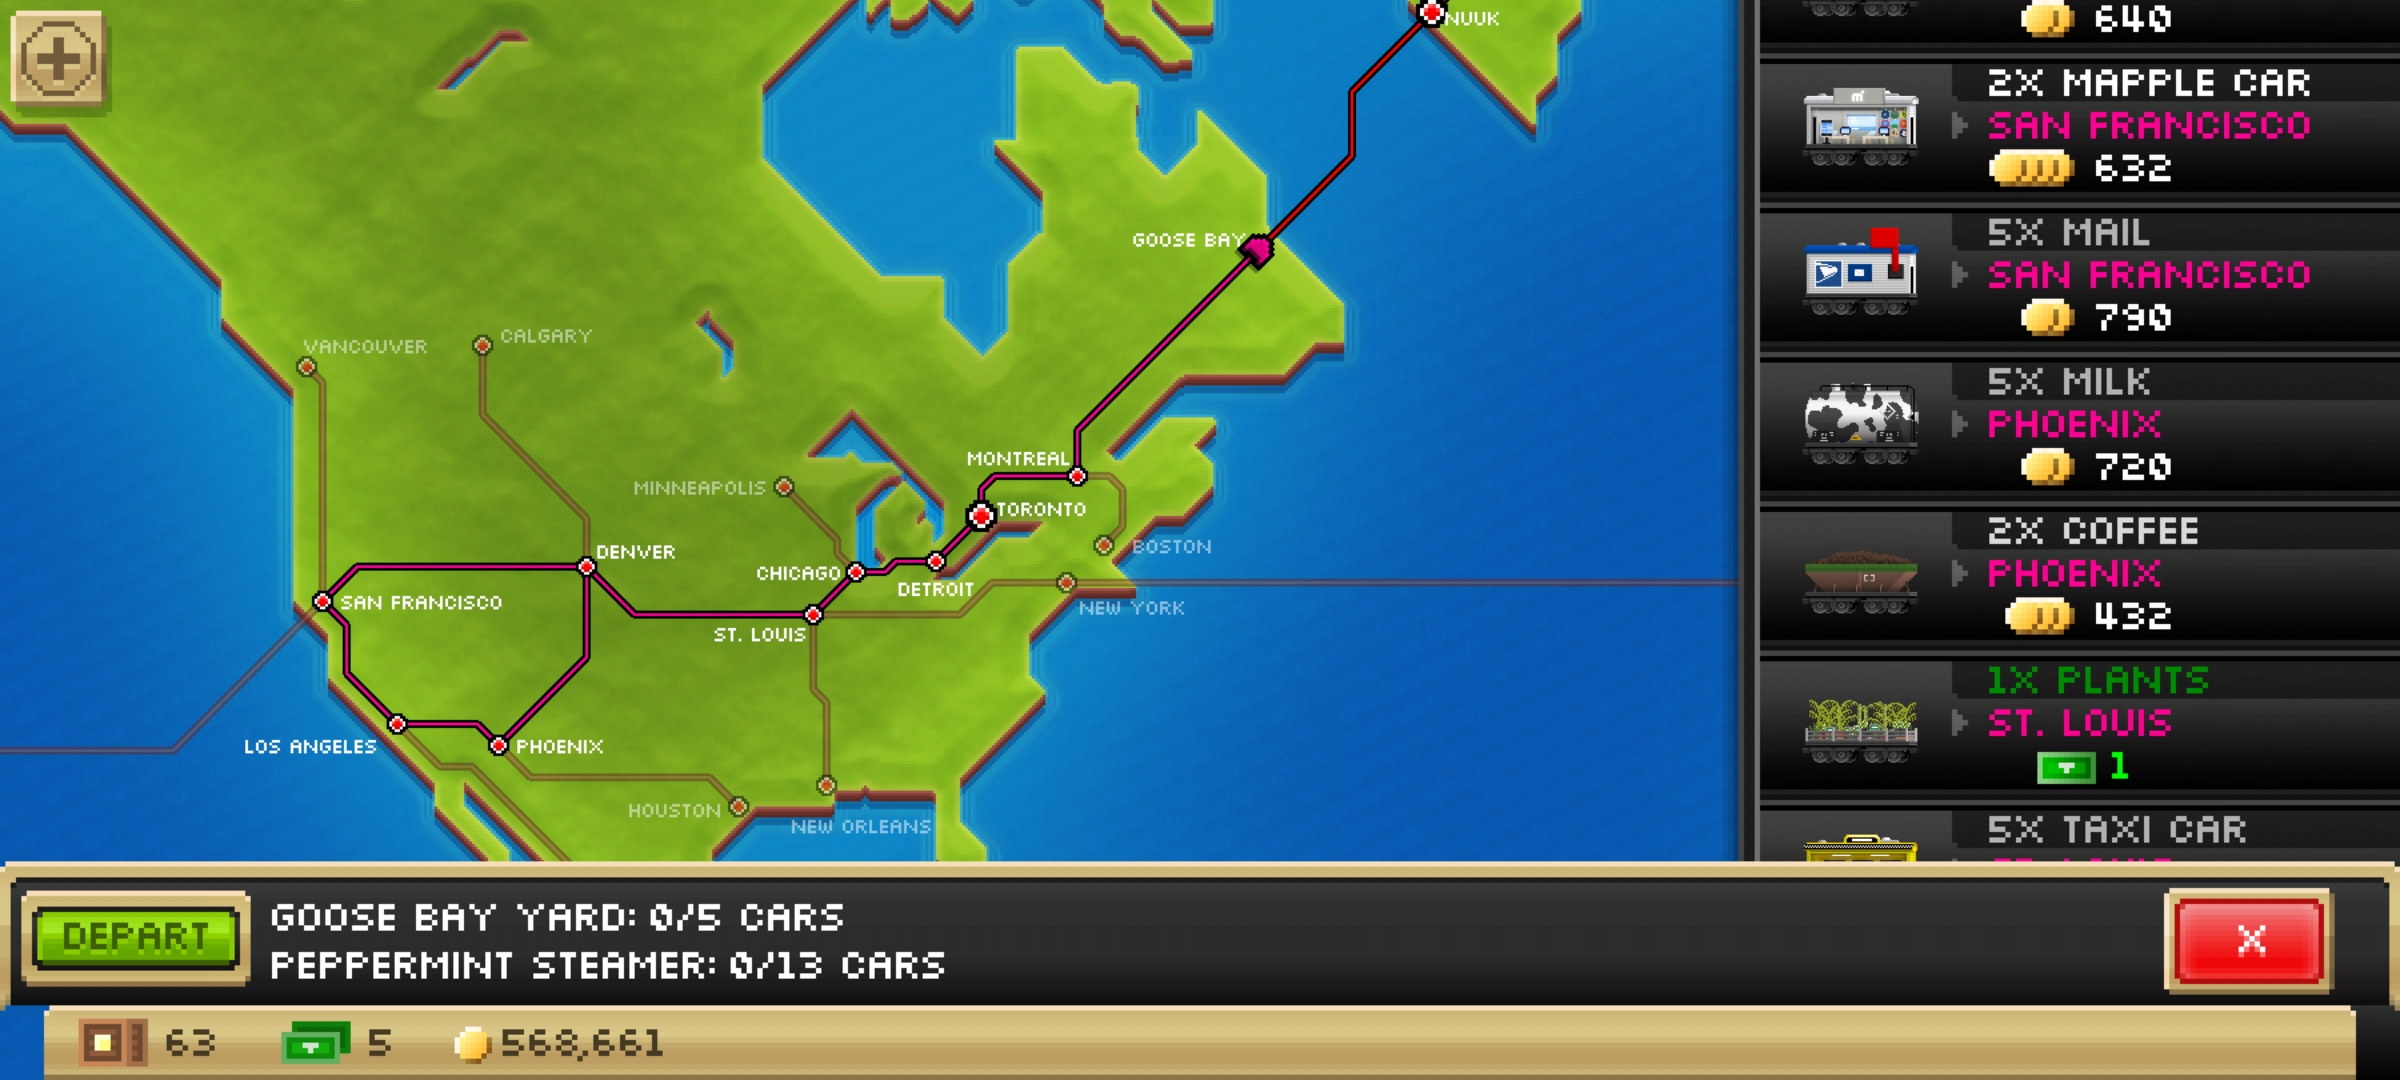 NUUK
GOOSE BAY
VANCOUVER
CALGARY
MINNEAPOLIS
MONTREAL
TORONTO
BOSTON
DENVER
CHICAGO
DETROIT
SAN FRANCISCO
NEW YORK
ST. LOUIS
LOS ANGELES
PHOENIX
HOUSTON
NEW ORLEANS
640
2X MAPPLE CAR
SAN FRANCISCO
632
5X MAIL
SAN FRANCISCO
790
5X MILK
PHOENIX
720
2X COFFEE
PHOENIX
432
1X PLANTS
ST. LOUIS
1
5X TAXI CAR
DEPART
GOOSE BAY YARD: 0/5 CARS
PEPPERMINT STEAMER: 0/13 CARS
X
63
5
568,661